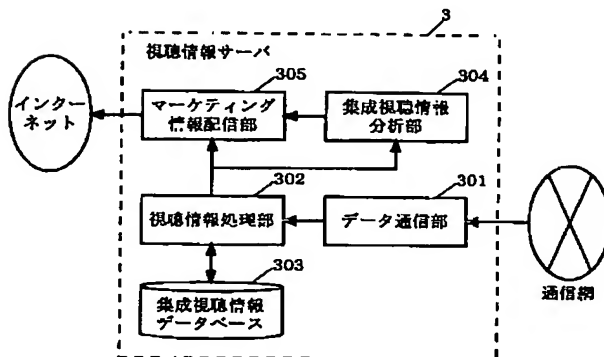 3
視聴情報サーバ
インター
ネット
305
マーケティング
情報配信部
304
集成視聴情報
分析部
302
視聴情報処理部
301
データ通信部
303
集成視聴情報
データベース
通信網